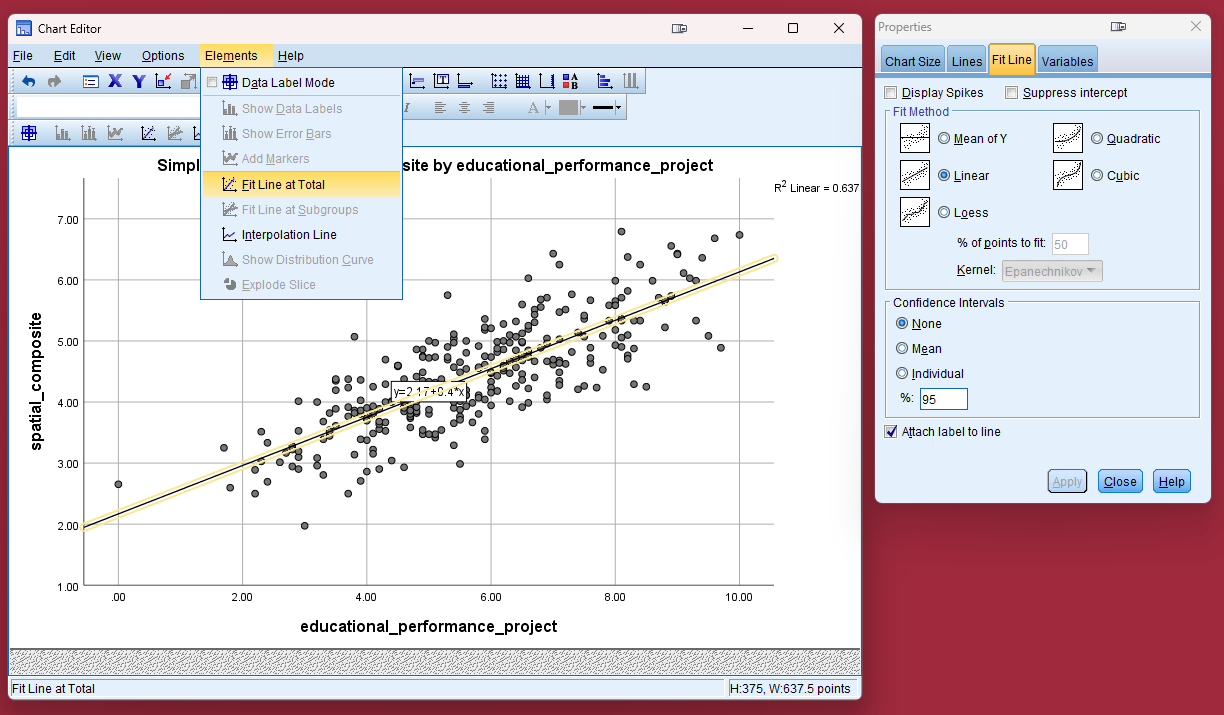 Chart Editor
File Edit View Options Elements Help
Data Label Mode
Show Data Labels
Show Error Bars
Add Markers
Fit Line at Total
Fit Line at Subgroups
Interpolation Line
Show Distribution Curve
Explode Slice
Simpl site by educational_performance_project
R2 Linear = 0.637
7.00
6.00
5.00
4.00
3.00
2.00
1.00
spatial_composite
y=2.17+0.4*x
.00 2.00 4.00 6.00 8.00 10.00
educational_performance_project
Fit Line at Total
H:375, W:637.5 points
Properties
Chart Size Lines Fit Line Variables
Display Spikes Suppress intercept
Fit Method
Mean of Y Quadratic
Linear Cubic
Loess
% of points to fit: 50
Kernel: Epanechnikov
Confidence Intervals
None
Mean
Individual
%: 95
Attach label to line
Apply Close Help